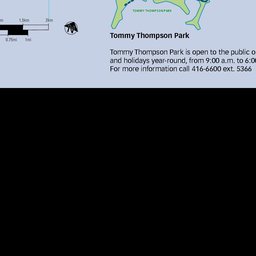 1.5km 2km
0.75mi 1mi
TOMMY THOMPSON PARK
Tommy Thompson Park
Tommy Thompson Park is open to the public o
and holidays year-round, from 9:00 a.m. to 6:0
For more information call 416-6600 ext. 5366